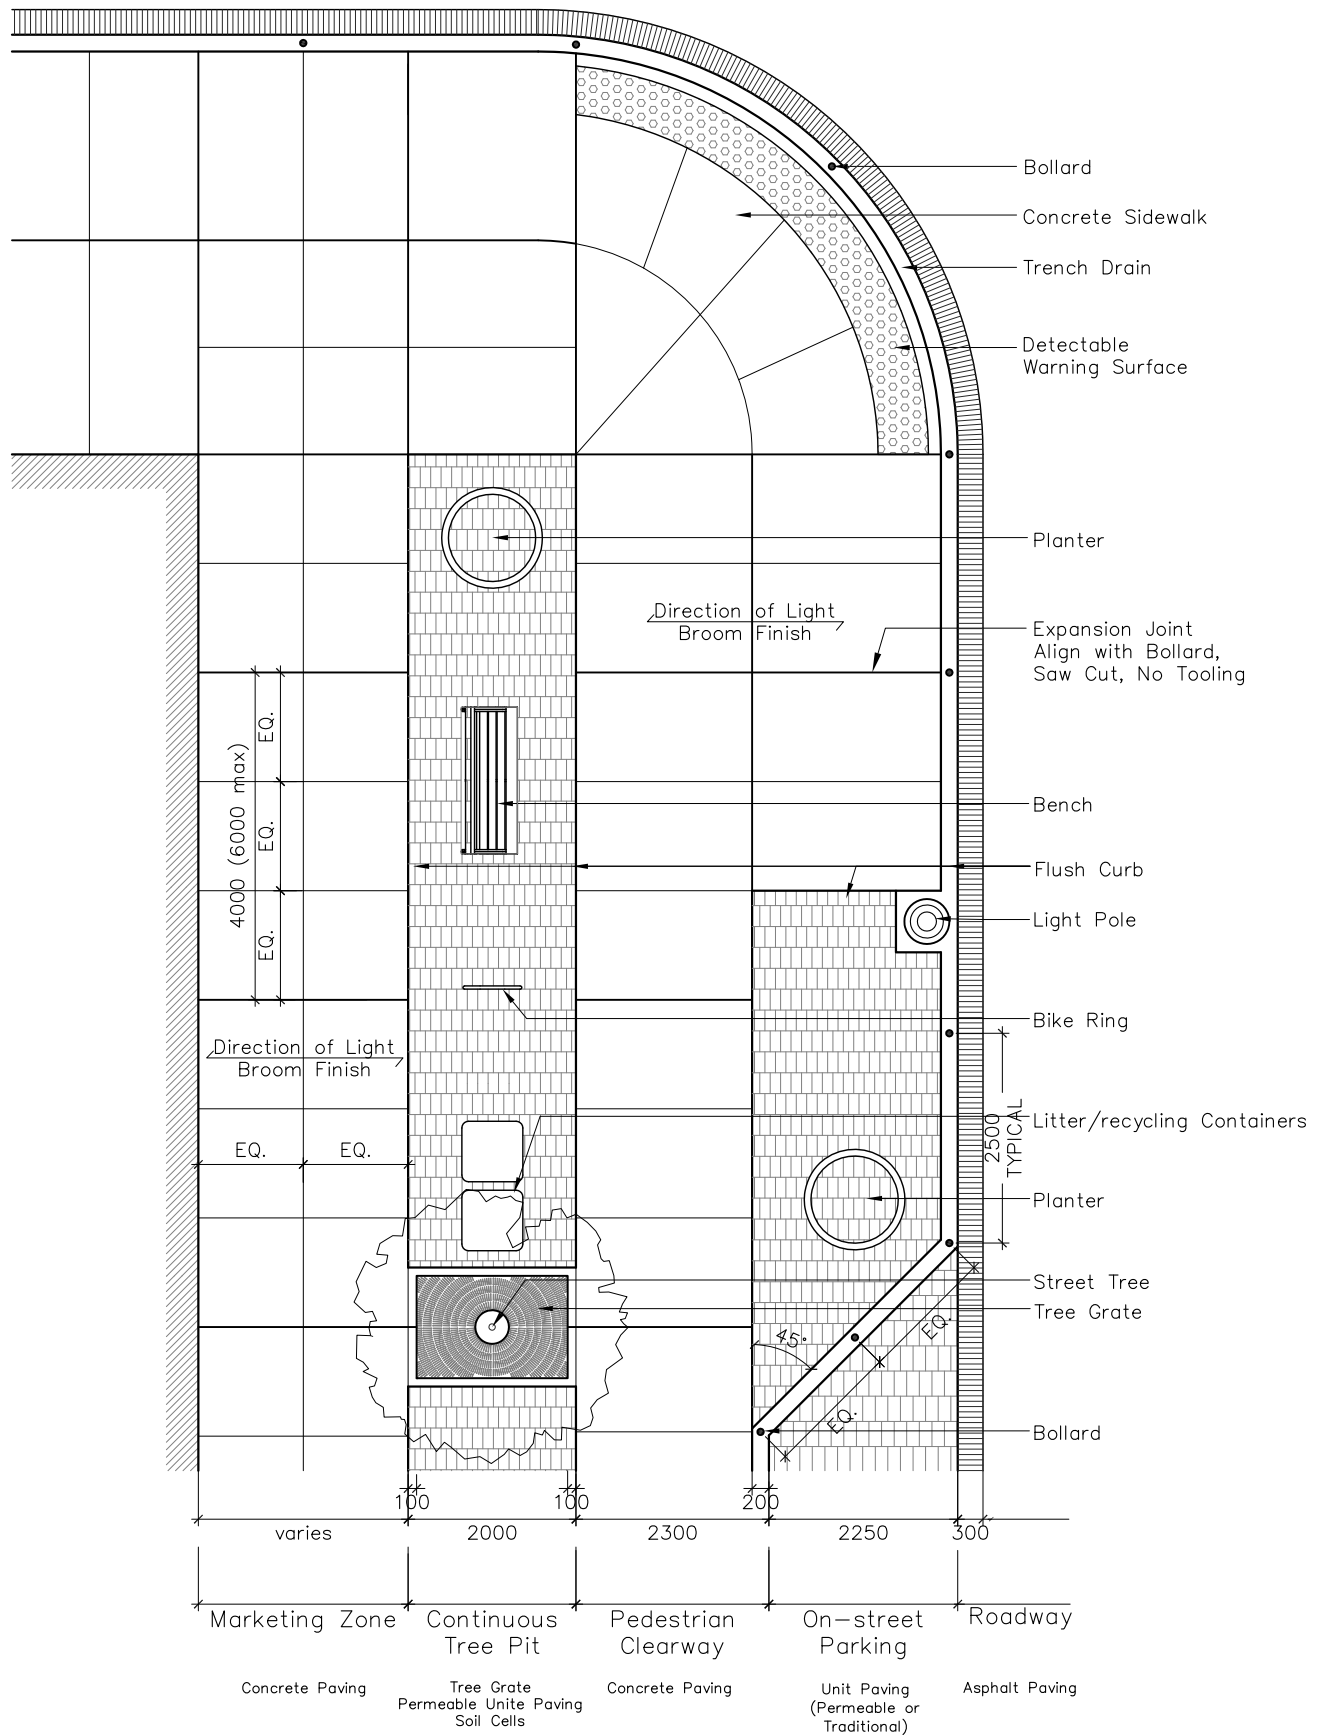 Bollard
Concrete Sidewalk
Trench Drain
Detectable
Warning Surface
Planter
Direction of Light
Broom Finish
Expansion Joint
Align with Bollard,
Saw Cut, No Tooling
4000 (6000 max)
EQ.
EQ.
EQ.
Bench
Flush Curb
Light Pole
Bike Ring
Direction of Light
Broom Finish
2500
TYPICAL
Litter/recycling Containers
EQ.
EQ.
Planter
Street Tree
Tree Grate
45°
EQ.
EQ.
Bollard
100
100
200
varies
2000
2300
2250
300
Marketing Zone
Continuous
Tree Pit
Pedestrian
Clearway
On-street
Parking
Roadway
Concrete Paving
Tree Grate
Permeable Unite Paving
Soil Cells
Concrete Paving
Unit Paving
(Permeable or
Traditional)
Asphalt Paving